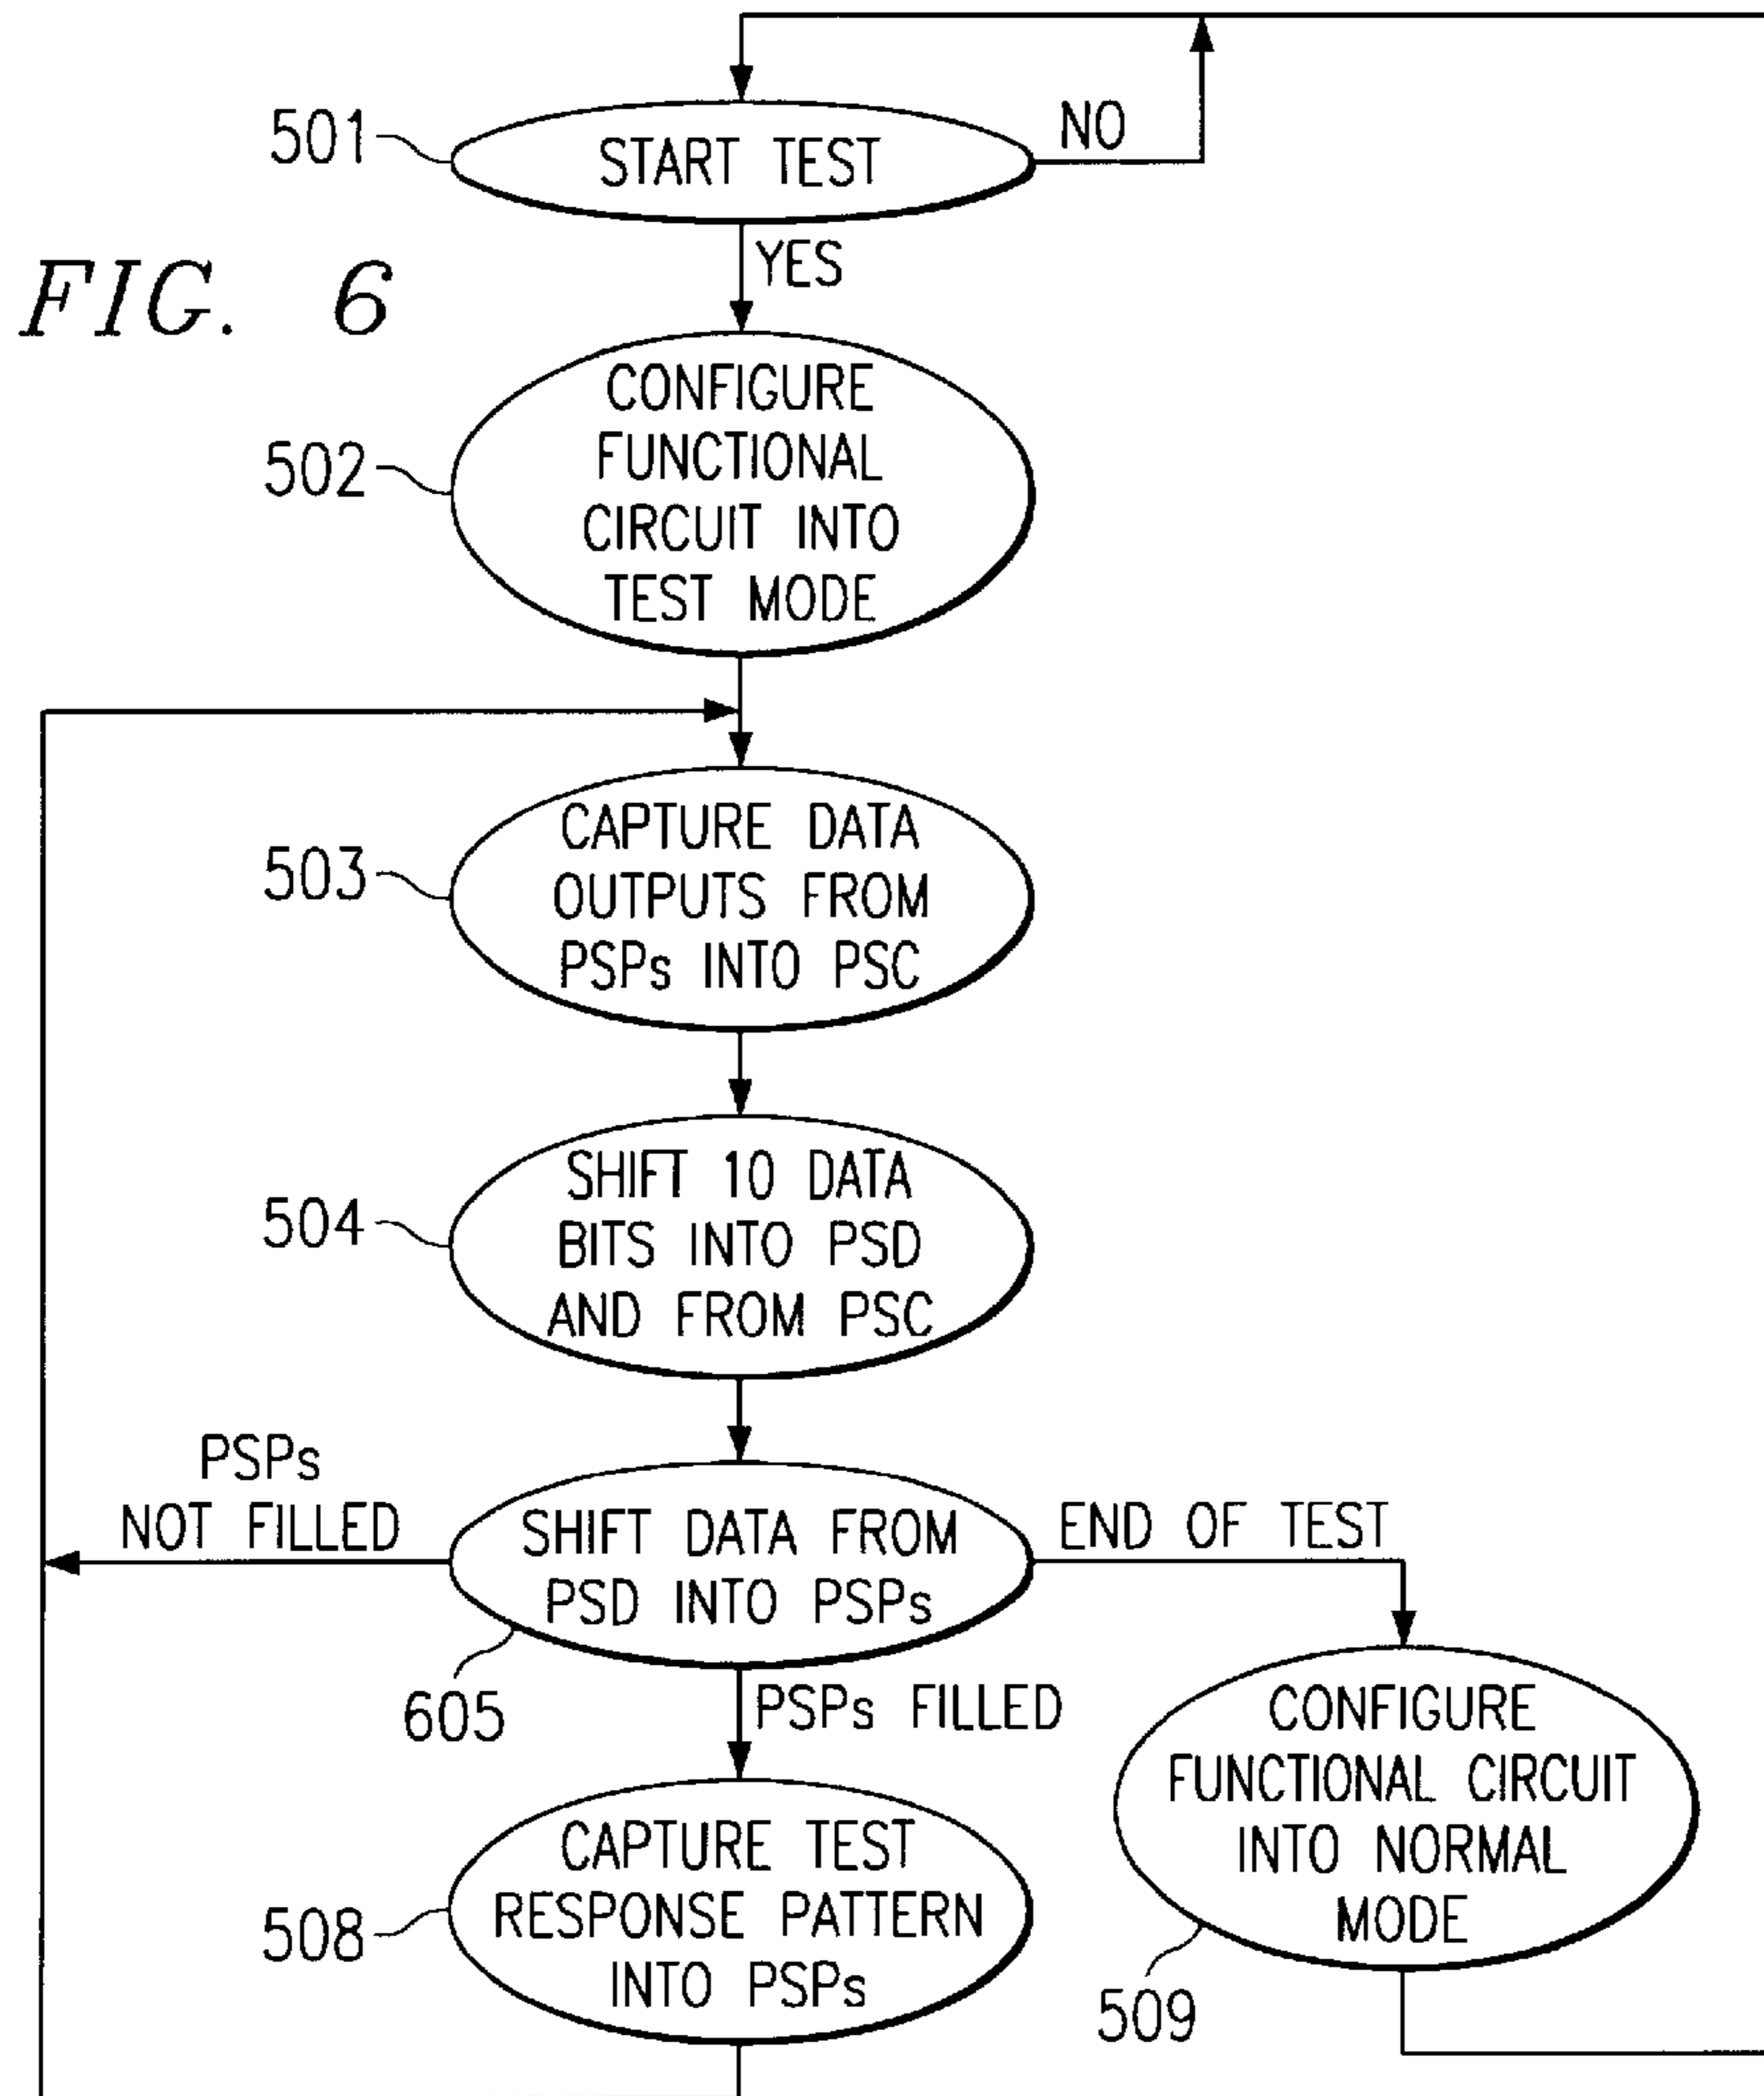 501
START TEST
NO
FIG. 6
YES
502
CONFIGURE
FUNCTIONAL
CIRCUIT INTO
TEST MODE
503
CAPTURE DATA
OUTPUTS FROM
PSPs INTO PSC
504
SHIFT 10 DATA
BITS INTO PSD
AND FROM PSC
PSPs
NOT FILLED
SHIFT DATA FROM
PSD INTO PSPs
END OF TEST
605
PSPs FILLED
CONFIGURE
FUNCTIONAL CIRCUIT
INTO NORMAL
MODE
508
CAPTURE TEST
RESPONSE PATTERN
INTO PSPs
509